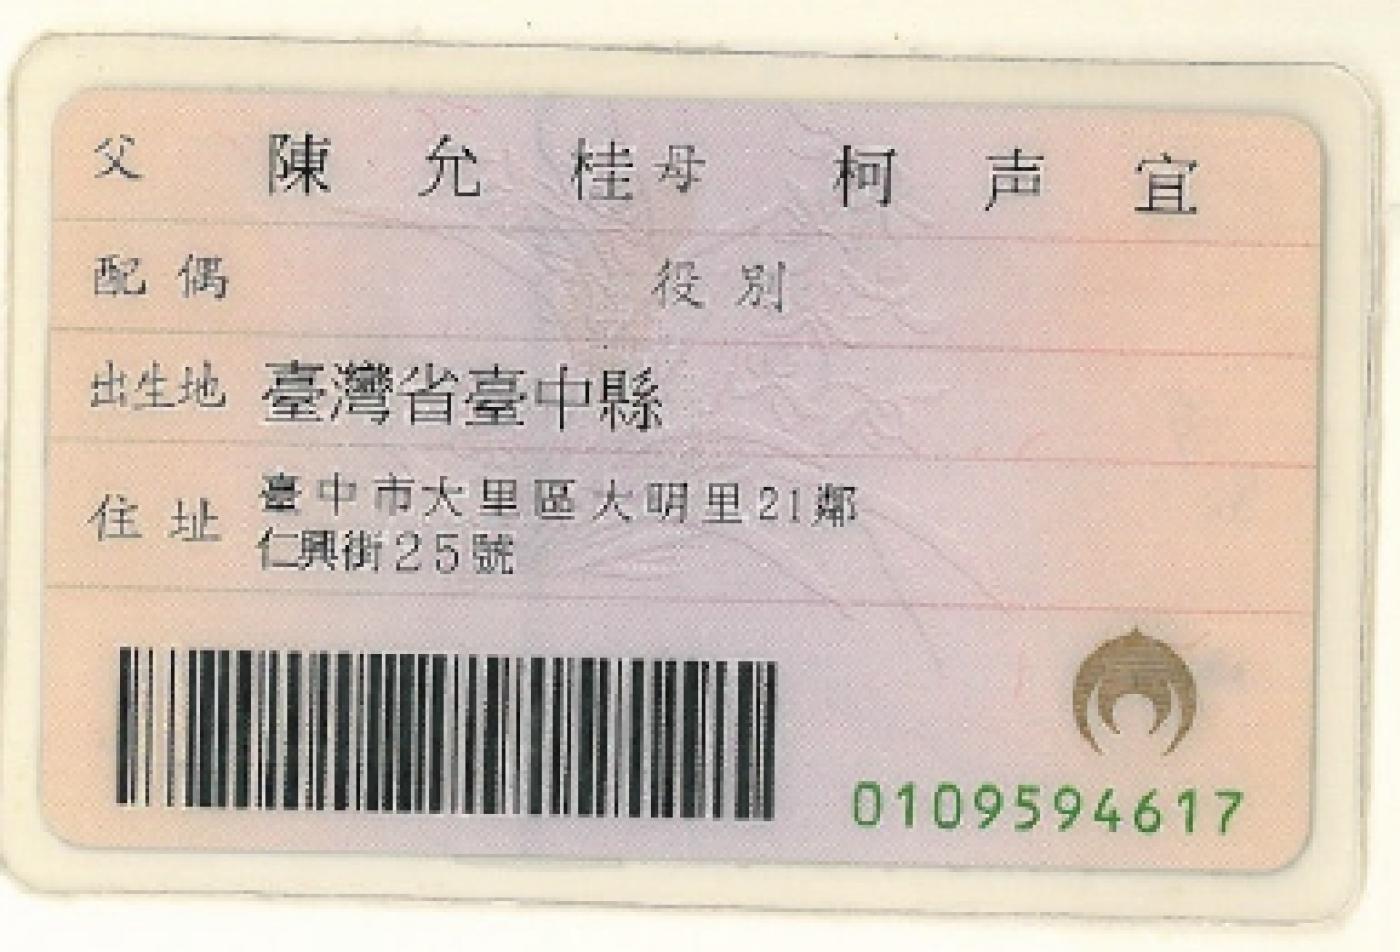 父 陳允桂 母 柯声宜
配偶 役別
出生地 臺灣省臺中縣
住址 臺中市大里區大明里21鄰
仁興街25號
0109594617